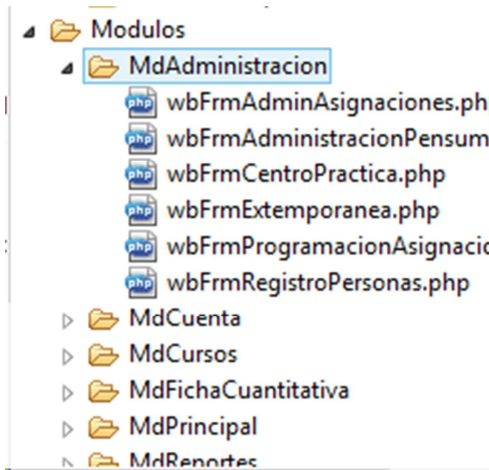 Modulos
MdAdministracion
wbFrmAdminAsignaciones.ph
wbFrmAdministracionPensum
wbFrmCentroPractica.php
wbFrmExtemporanea.php
wbFrmProgramacionAsignacio
wbFrmRegistroPersonas.php
MdCuenta
MdCursos
MdFichaCuantitativa
MdPrincipal
MdReportes